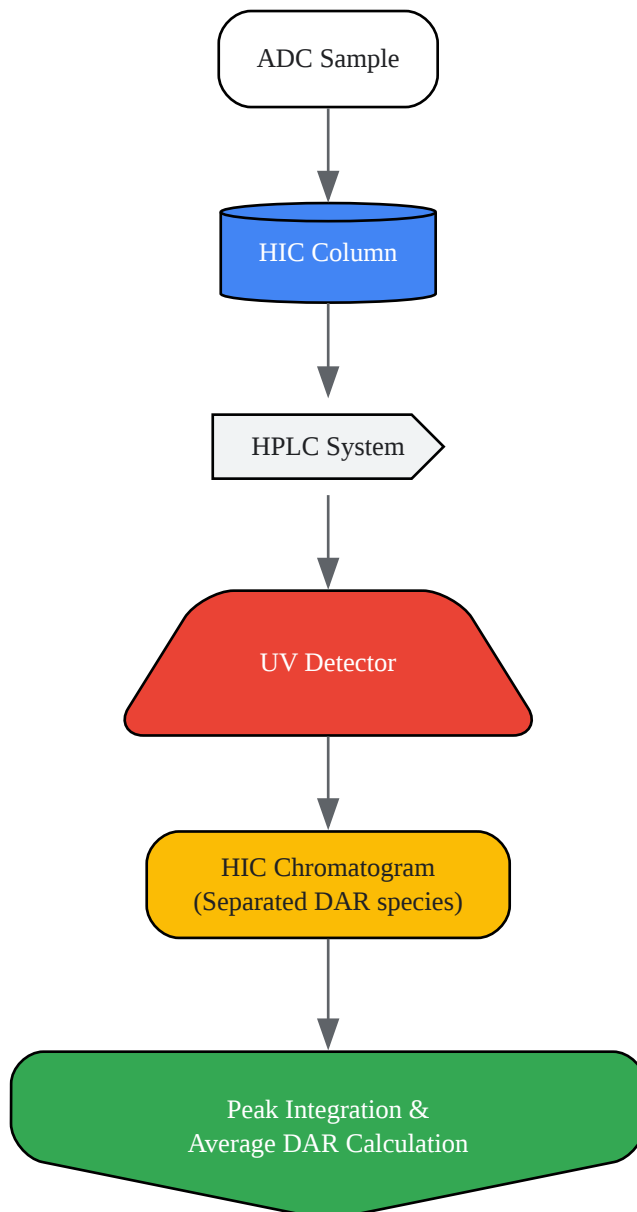 ADC Sample
HIC Column
HPLC System
UV Detector
HIC Chromatogram
(Separated DAR species)
Peak Integration &
Average DAR Calculation